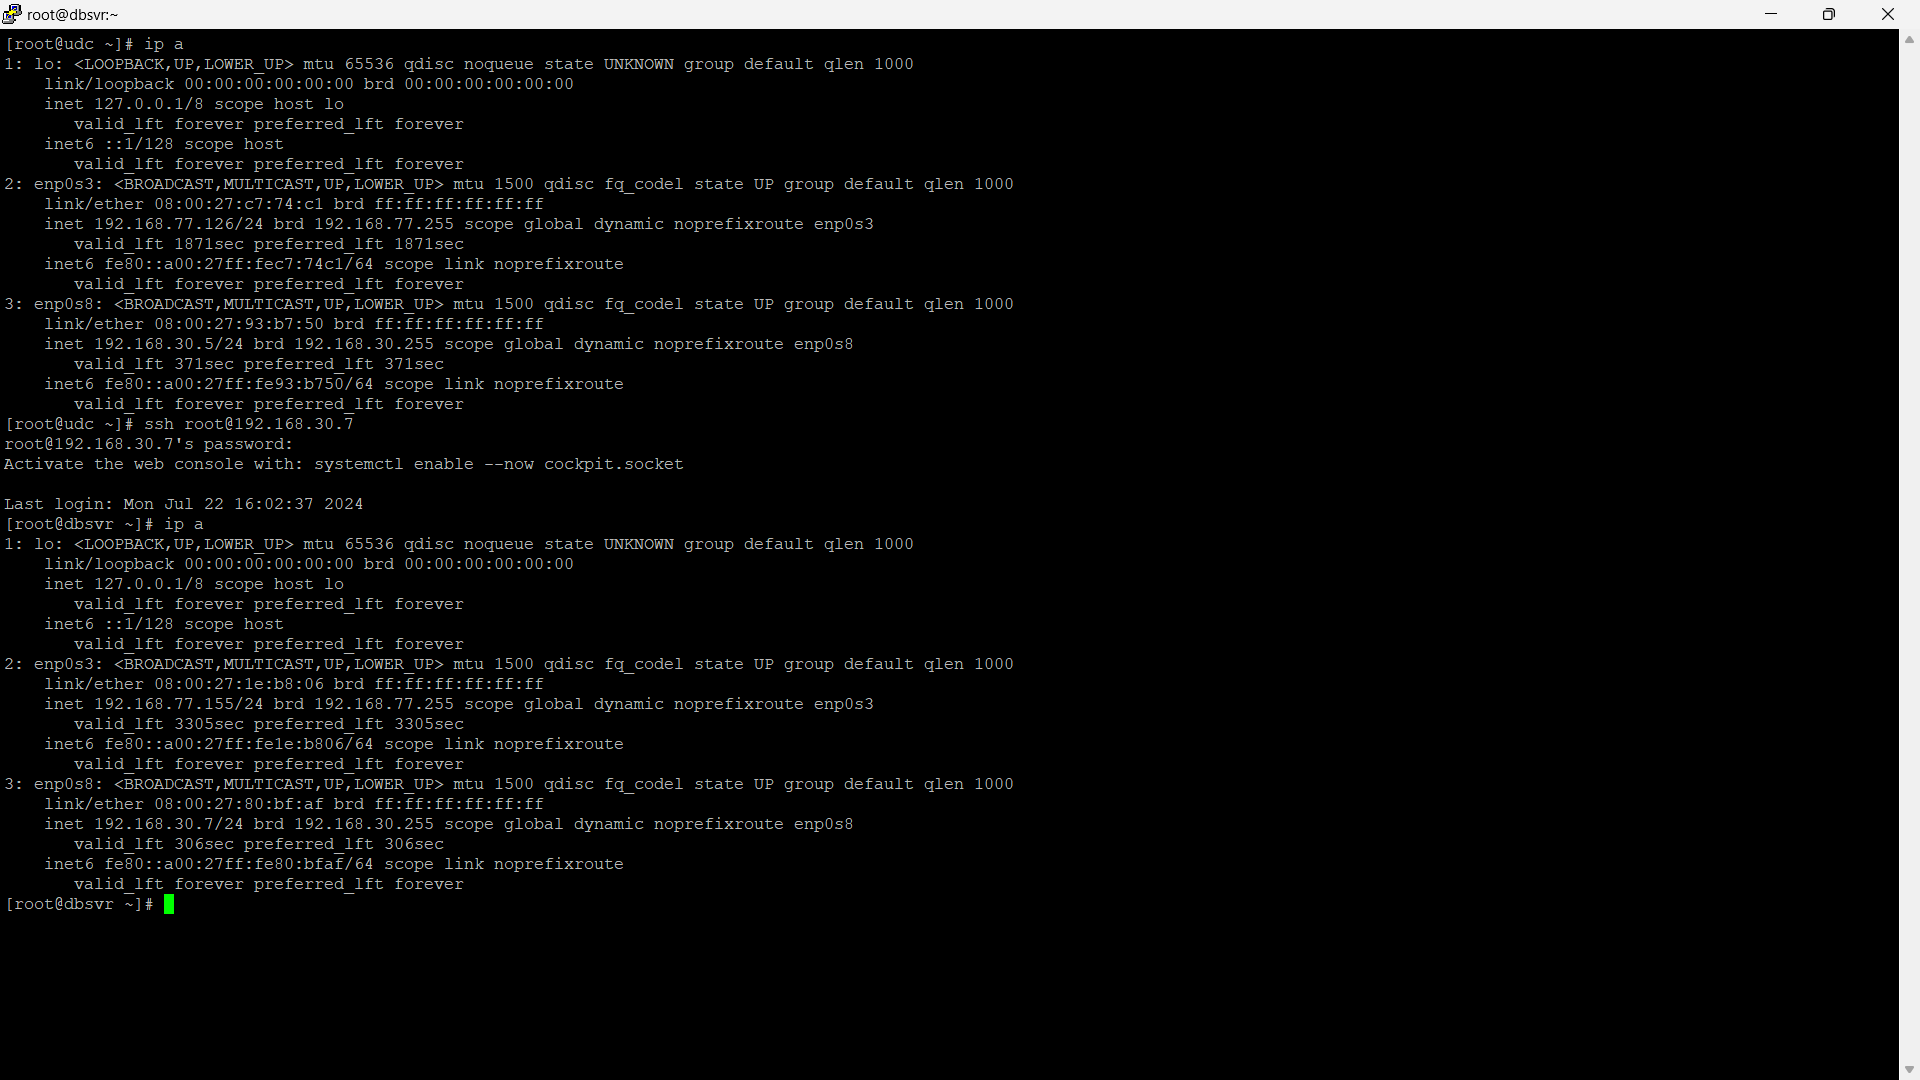 root@dbsvr:~
[root@udc ~]# ip a
1: lo: <LOOPBACK,UP,LOWER_UP> mtu 65536 qdisc noqueue state UNKNOWN group default qlen 1000
    link/loopback 00:00:00:00:00:00 brd 00:00:00:00:00:00
    inet 127.0.0.1/8 scope host lo
       valid_lft forever preferred_lft forever
    inet6 ::1/128 scope host
       valid_lft forever preferred_lft forever
2: enp0s3: <BROADCAST,MULTICAST,UP,LOWER_UP> mtu 1500 qdisc fq_codel state UP group default qlen 1000
    link/ether 08:00:27:c7:74:c1 brd ff:ff:ff:ff:ff:ff
    inet 192.168.77.126/24 brd 192.168.77.255 scope global dynamic noprefixroute enp0s3
       valid_lft 1871sec preferred_lft 1871sec
    inet6 fe80::a00:27ff:fec7:74c1/64 scope link noprefixroute
       valid_lft forever preferred_lft forever
3: enp0s8: <BROADCAST,MULTICAST,UP,LOWER_UP> mtu 1500 qdisc fq_codel state UP group default qlen 1000
    link/ether 08:00:27:93:b7:50 brd ff:ff:ff:ff:ff:ff
    inet 192.168.30.5/24 brd 192.168.30.255 scope global dynamic noprefixroute enp0s8
       valid_lft 371sec preferred_lft 371sec
    inet6 fe80::a00:27ff:fe93:b750/64 scope link noprefixroute
       valid_lft forever preferred_lft forever
[root@udc ~]# ssh root@192.168.30.7
root@192.168.30.7's password:
Activate the web console with: systemctl enable --now cockpit.socket

Last login: Mon Jul 22 16:02:37 2024
[root@dbsvr ~]# ip a
1: lo: <LOOPBACK,UP,LOWER_UP> mtu 65536 qdisc noqueue state UNKNOWN group default qlen 1000
    link/loopback 00:00:00:00:00:00 brd 00:00:00:00:00:00
    inet 127.0.0.1/8 scope host lo
       valid_lft forever preferred_lft forever
    inet6 ::1/128 scope host
       valid_lft forever preferred_lft forever
2: enp0s3: <BROADCAST,MULTICAST,UP,LOWER_UP> mtu 1500 qdisc fq_codel state UP group default qlen 1000
    link/ether 08:00:27:1e:b8:06 brd ff:ff:ff:ff:ff:ff
    inet 192.168.77.155/24 brd 192.168.77.255 scope global dynamic noprefixroute enp0s3
       valid_lft 3305sec preferred_lft 3305sec
    inet6 fe80::a00:27ff:fe1e:b806/64 scope link noprefixroute
       valid_lft forever preferred_lft forever
3: enp0s8: <BROADCAST,MULTICAST,UP,LOWER_UP> mtu 1500 qdisc fq_codel state UP group default qlen 1000
    link/ether 08:00:27:80:bf:af brd ff:ff:ff:ff:ff:ff
    inet 192.168.30.7/24 brd 192.168.30.255 scope global dynamic noprefixroute enp0s8
       valid_lft 306sec preferred_lft 306sec
    inet6 fe80::a00:27ff:fe80:bfaf/64 scope link noprefixroute
       valid_lft forever preferred_lft forever
[root@dbsvr ~]#